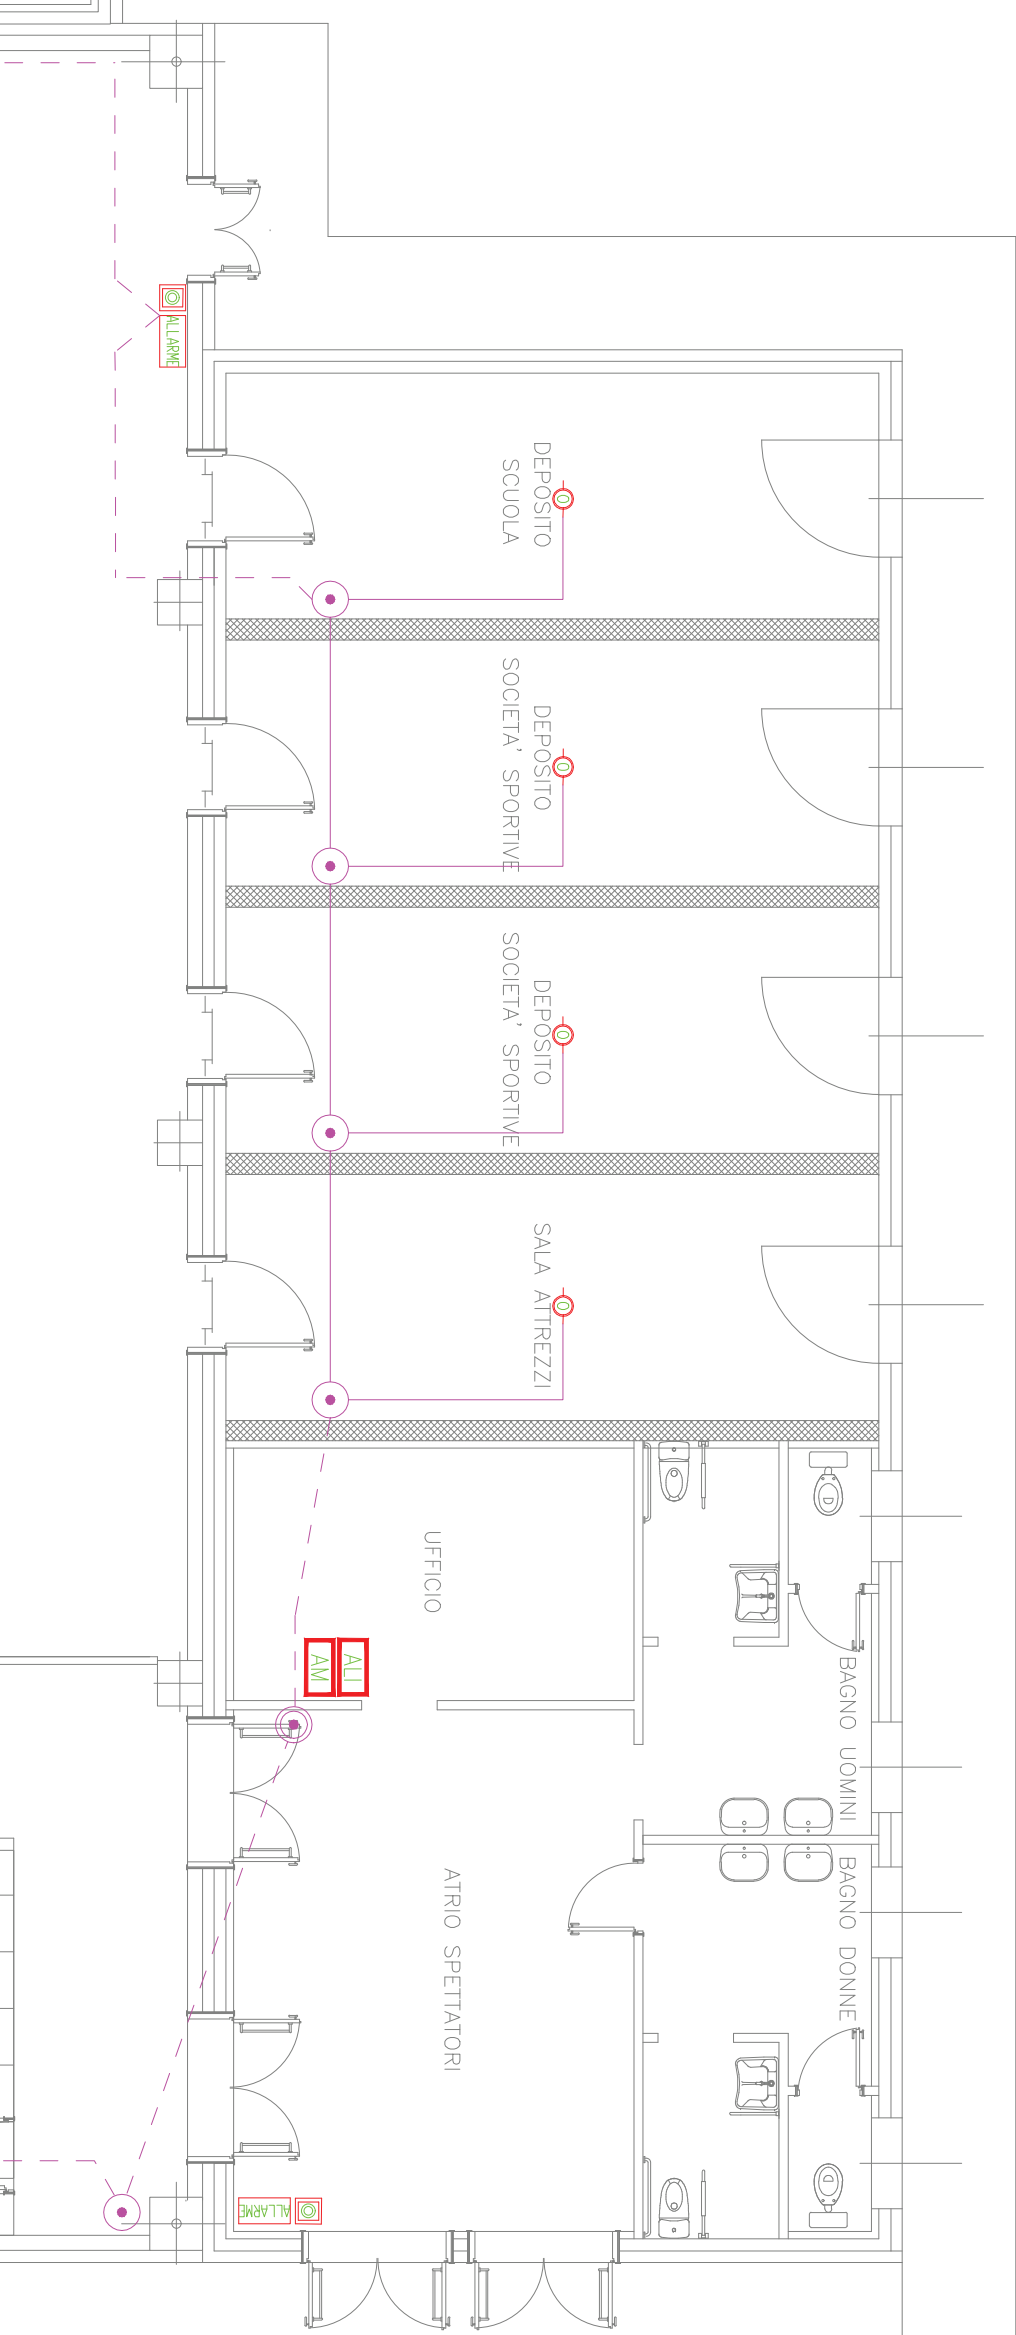 ALLARME
DEPOSITO
SCUOLA
O
DEPOSITO
SOCIETA' SPORTIVE
O
DEPOSITO
SOCIETA' SPORTIVE
O
SALA ATTREZZI
O
UFFICIO
ALI
AM
BAGNO UOMINI
BAGNO DONNE
ATRIO SPETTATORI
ALLARME